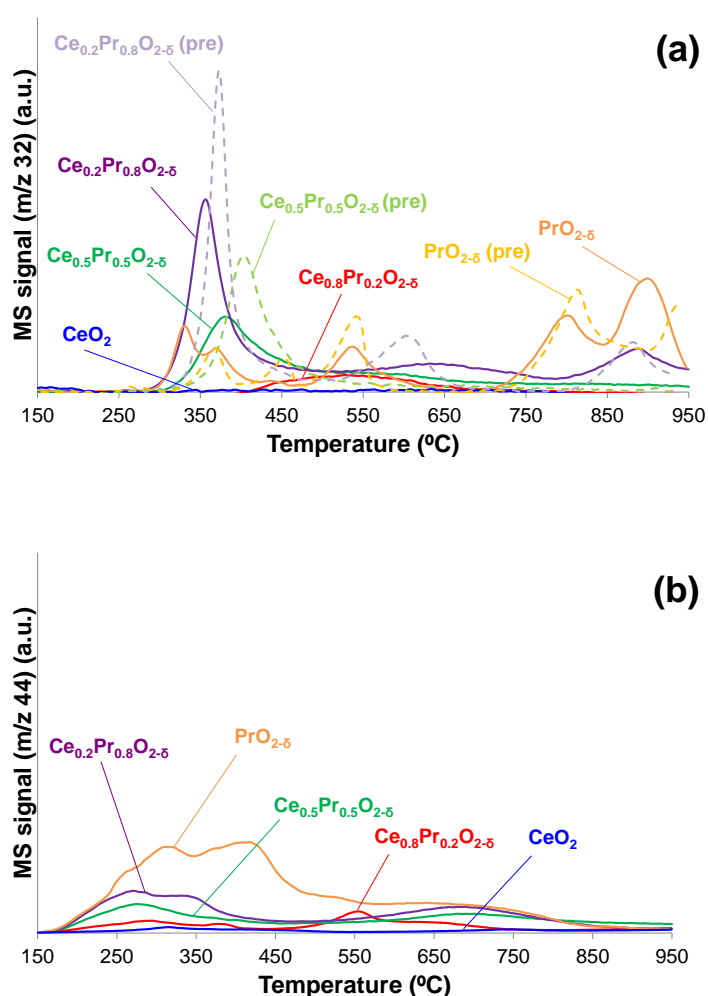 (a)
Ce0.2Pr0.8O2-δ (pre)
Ce0.2Pr0.8O2-δ
Ce0.5Pr0.5O2-δ (pre)
PrO2-δ
Ce0.5Pr0.5O2-δ
Ce0.8Pr0.2O2-δ
PrO2-δ (pre)
CeO2
MS signal (m/z 32) (a.u.)
150 250 350 450 550 650 750 850 950
Temperature (ºC)
(b)
Ce0.2Pr0.8O2-δ
PrO2-δ
Ce0.5Pr0.5O2-δ
Ce0.8Pr0.2O2-δ
CeO2
MS signal (m/z 44) (a.u.)
150 250 350 450 550 650 750 850 950
Temperature (ºC)